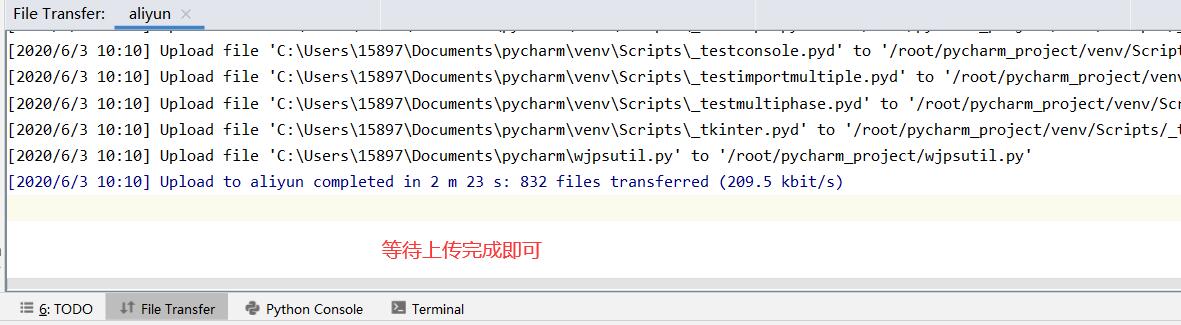 File Transfer: aliyun ×
[2020/6/3 10:10] Upload file 'C:\Users\15897\Documents\pycharm\venv\Scripts\_testconsole.pyd' to '/root/pycharm_project/venv/Script
[2020/6/3 10:10] Upload file 'C:\Users\15897\Documents\pycharm\venv\Scripts\_testimportmultiple.pyd' to '/root/pycharm_project/venv
[2020/6/3 10:10] Upload file 'C:\Users\15897\Documents\pycharm\venv\Scripts\_testmultiphase.pyd' to '/root/pycharm_project/venv/Scr
[2020/6/3 10:10] Upload file 'C:\Users\15897\Documents\pycharm\venv\Scripts\_tkinter.pyd' to '/root/pycharm_project/venv/Scripts/_t
[2020/6/3 10:10] Upload file 'C:\Users\15897\Documents\pycharm\wjpsutil.py' to '/root/pycharm_project/wjpsutil.py'
[2020/6/3 10:10] Upload to aliyun completed in 2 m 23 s: 832 files transferred (209.5 kbit/s)
等待上传完成即可
6: TODO File Transfer Python Console Terminal